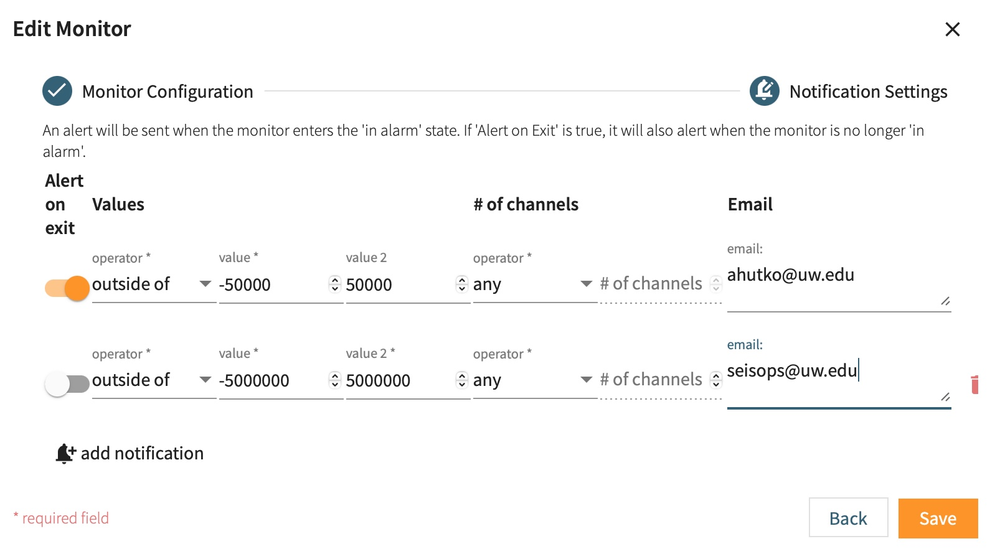 Edit Monitor
Monitor Configuration
Notification Settings
An alert will be sent when the monitor enters the 'in alarm' state. If 'Alert on Exit' is true, it will also alert when the monitor is no longer 'in
alarm'.
Alert
on
exit
Values
# of channels
Email
operator *
value *
value 2
operator *
email:
outside of
-50000
50000
any
# of channels
ahutko@uw.edu
operator *
value *
value 2 *
operator *
email:
outside of
-5000000
5000000
any
# of channels
seisops@uw.edu
add notification
* required field
Back
Save